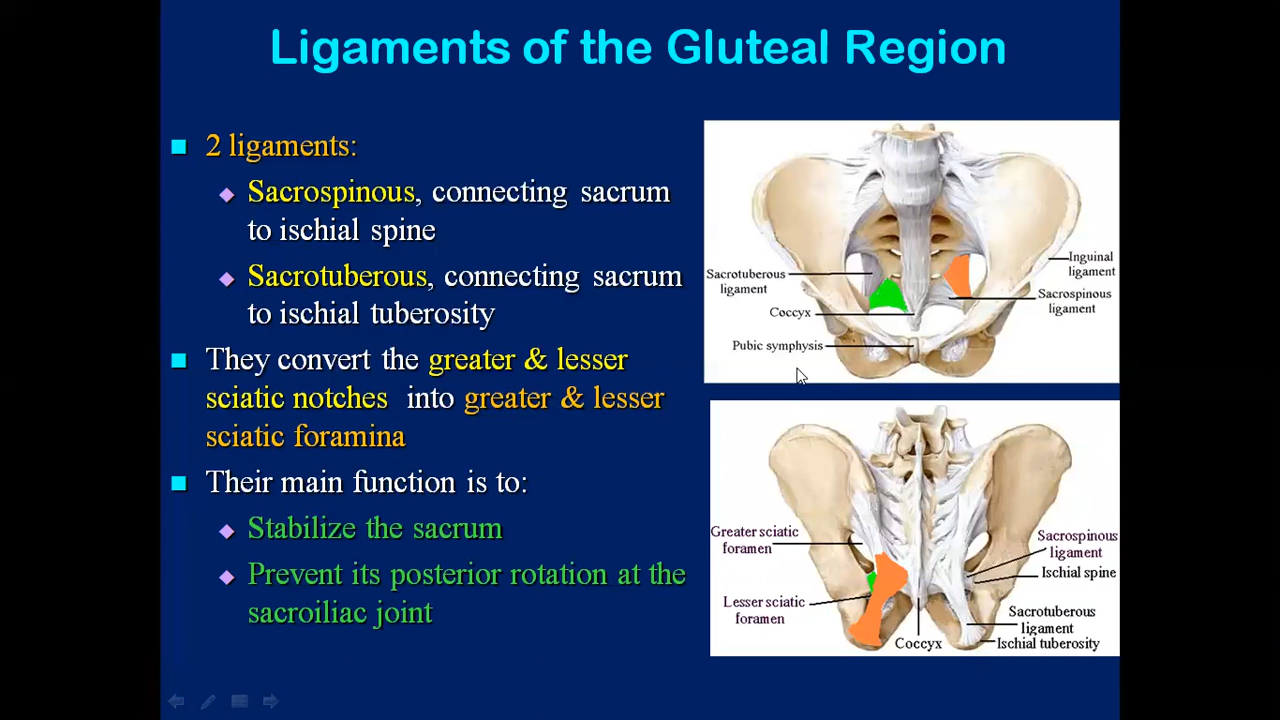 Ligaments of the Gluteal Region
2 ligaments:
Sacrospinous, connecting sacrum
to ischial spine
Sacrotuberous, connecting sacrum
to ischial tuberosity
They convert the greater & lesser
sciatic notches into greater & lesser
sciatic foramina
Their main function is to:
Stabilize the sacrum
Prevent its posterior rotation at the
sacroiliac joint
Sacrotuberous
ligament
Coccyx
Pubic symphysis
Inguinal
ligament
Sacrospinous
ligament
Greater sciatic
foramen
Lesser sciatic
foramen
Coccyx
Sacrospinous
ligament
Ischial spine
Sacrotuberous
ligament
Ischial tuberosity